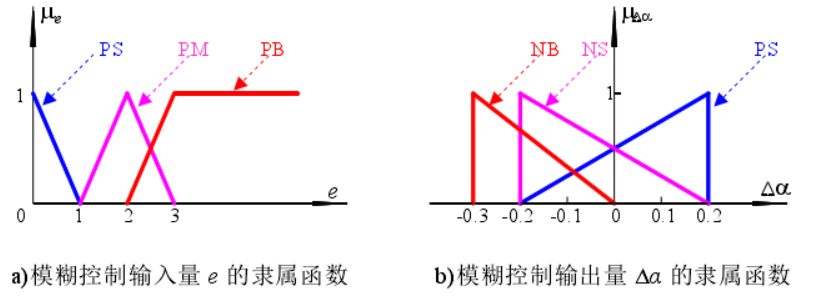 μe
PS PM PB
1
0 1 2 3 e
a)模糊控制输入量 e 的隶属函数
μΔα
NB NS PS
1
-0.3 -0.2 -0.1 0 0.1 0.2 Δα
b)模糊控制输出量 Δα 的隶属函数